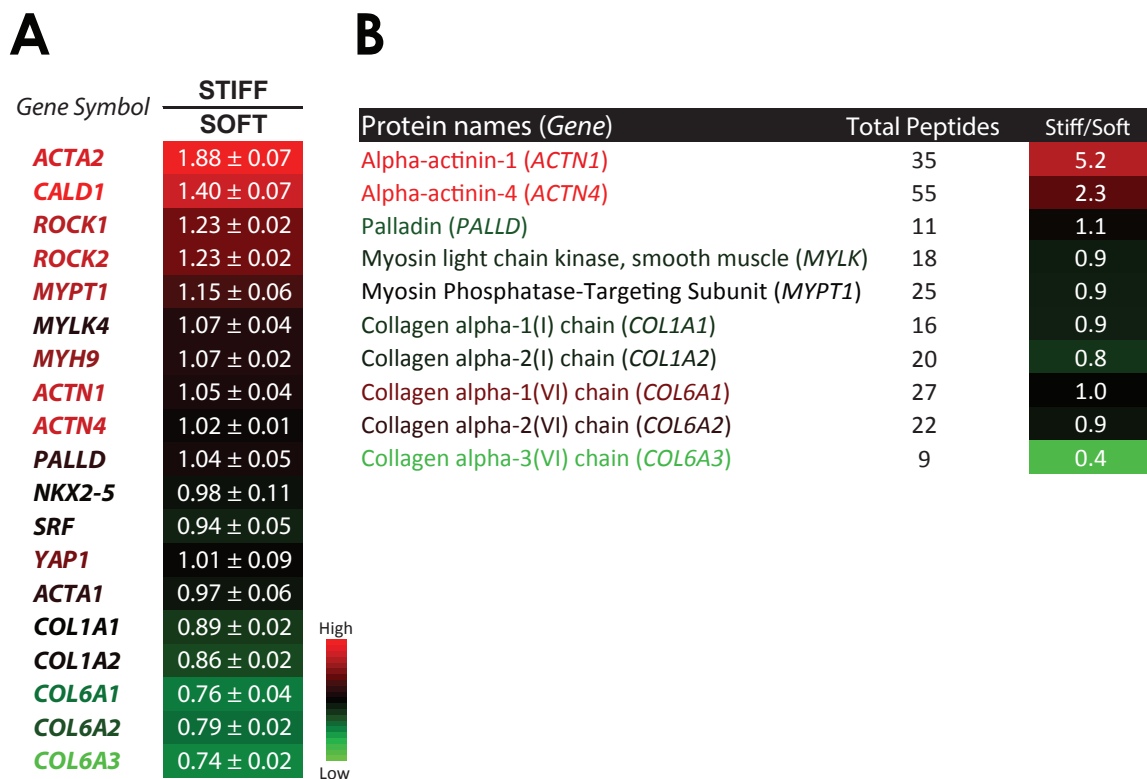 A
B
Gene Symbol STIFF
SOFT
ACTA2 1.88 ± 0.07
CALD1 1.40 ± 0.07
ROCK1 1.23 ± 0.02
ROCK2 1.23 ± 0.02
MYPT1 1.15 ± 0.06
MYLK4 1.07 ± 0.04
MYH9 1.07 ± 0.02
ACTN1 1.05 ± 0.04
ACTN4 1.02 ± 0.01
PALLD 1.04 ± 0.05
NKX2-5 0.98 ± 0.11
SRF 0.94 ± 0.05
YAP1 1.01 ± 0.09
ACTA1 0.97 ± 0.06
COL1A1 0.89 ± 0.02
COL1A2 0.86 ± 0.02
COL6A1 0.76 ± 0.04
COL6A2 0.79 ± 0.02
COL6A3 0.74 ± 0.02
High
Low
Protein names (Gene) Total Peptides Stiff/Soft
Alpha-actinin-1 (ACTN1) 35 5.2
Alpha-actinin-4 (ACTN4) 55 2.3
Palladin (PALLD) 11 1.1
Myosin light chain kinase, smooth muscle (MYLK) 18 0.9
Myosin Phosphatase-Targeting Subunit (MYPT1) 25 0.9
Collagen alpha-1(I) chain (COL1A1) 16 0.9
Collagen alpha-2(I) chain (COL1A2) 20 0.8
Collagen alpha-1(VI) chain (COL6A1) 27 1.0
Collagen alpha-2(VI) chain (COL6A2) 22 0.9
Collagen alpha-3(VI) chain (COL6A3) 9 0.4